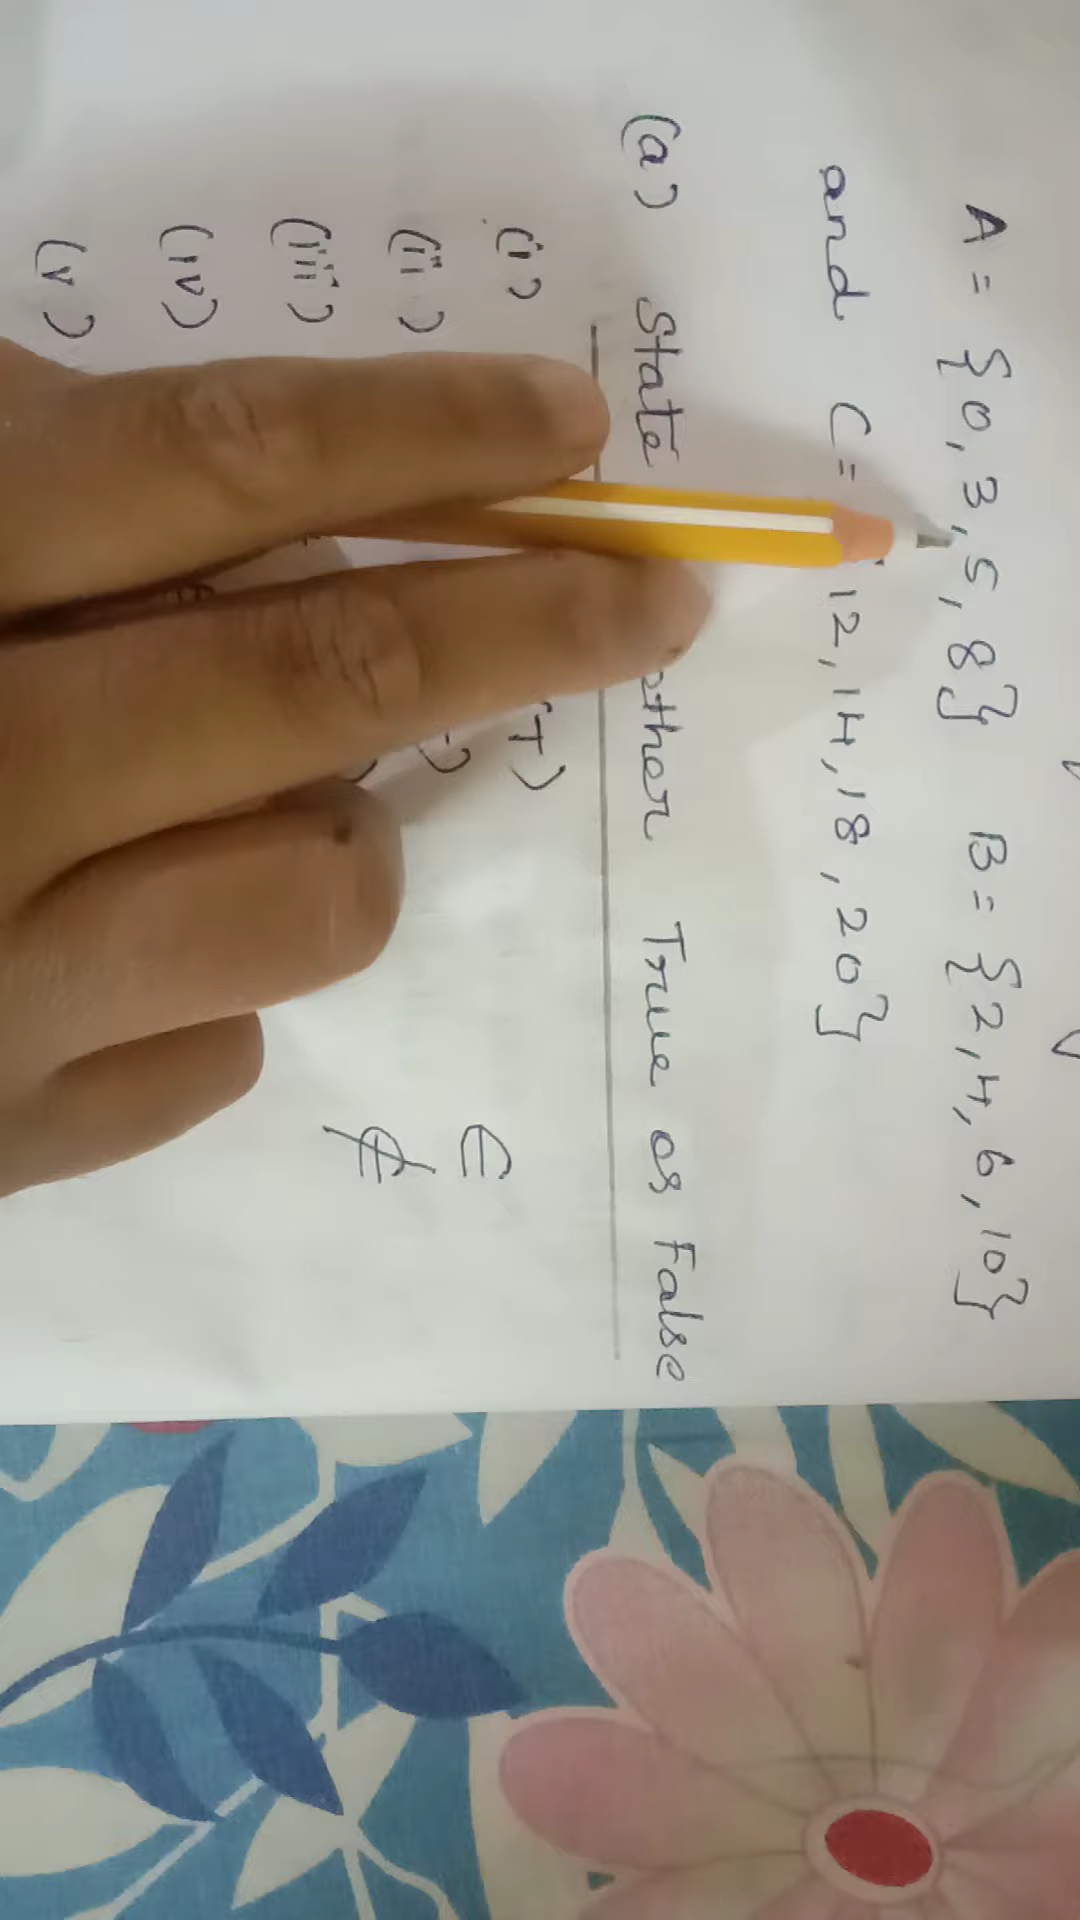 A = {0, 3, 5, 8} B = {2, 4, 6, 10}
and C = 12, 14, 18, 20}
(a) State True or False
(i) T)
(ii)
(iii)
(iv)
(v)
∈
∉